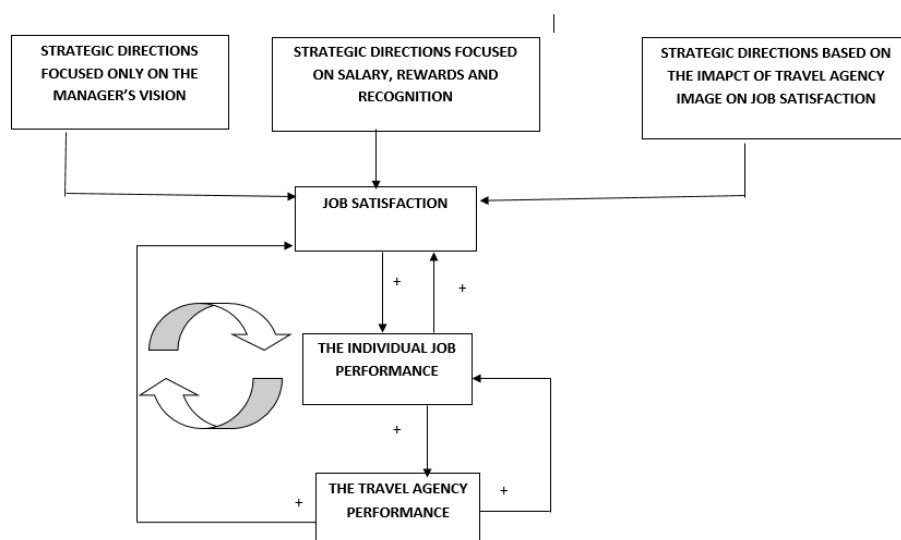 STRATEGIC DIRECTIONS
FOCUSED ONLY ON THE
MANAGER'S VISION
STRATEGIC DIRECTIONS FOCUSED
ON SALARY, REWARDS AND
RECOGNITION
STRATEGIC DIRECTIONS BASED ON
THE IMAPCT OF TRAVEL AGENCY
IMAGE ON JOB SATISFACTION
JOB SATISFACTION
+
+
THE INDIVIDUAL JOB
PERFORMANCE
+
THE TRAVEL AGENCY
PERFORMANCE
+
+